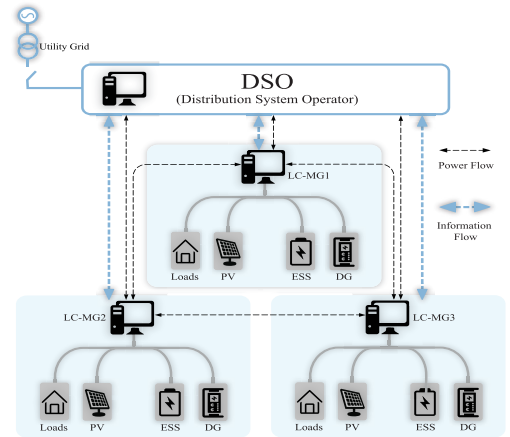 Utility Grid
DSO
(Distribution System Operator)
LC-MG1
Power Flow
Information
Flow
Loads PV ESS DG
LC-MG2
LC-MG3
Loads PV ESS DG
Loads PV ESS DG